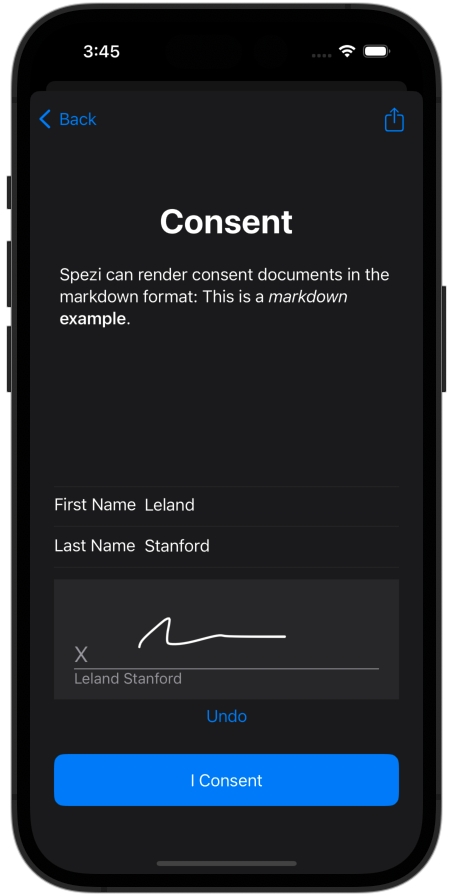 3:45
Back
Consent
Spezi can render consent documents in the
markdown format: This is a markdown
example.
First Name Leland
Last Name Stanford
X
Leland Stanford
Undo
I Consent